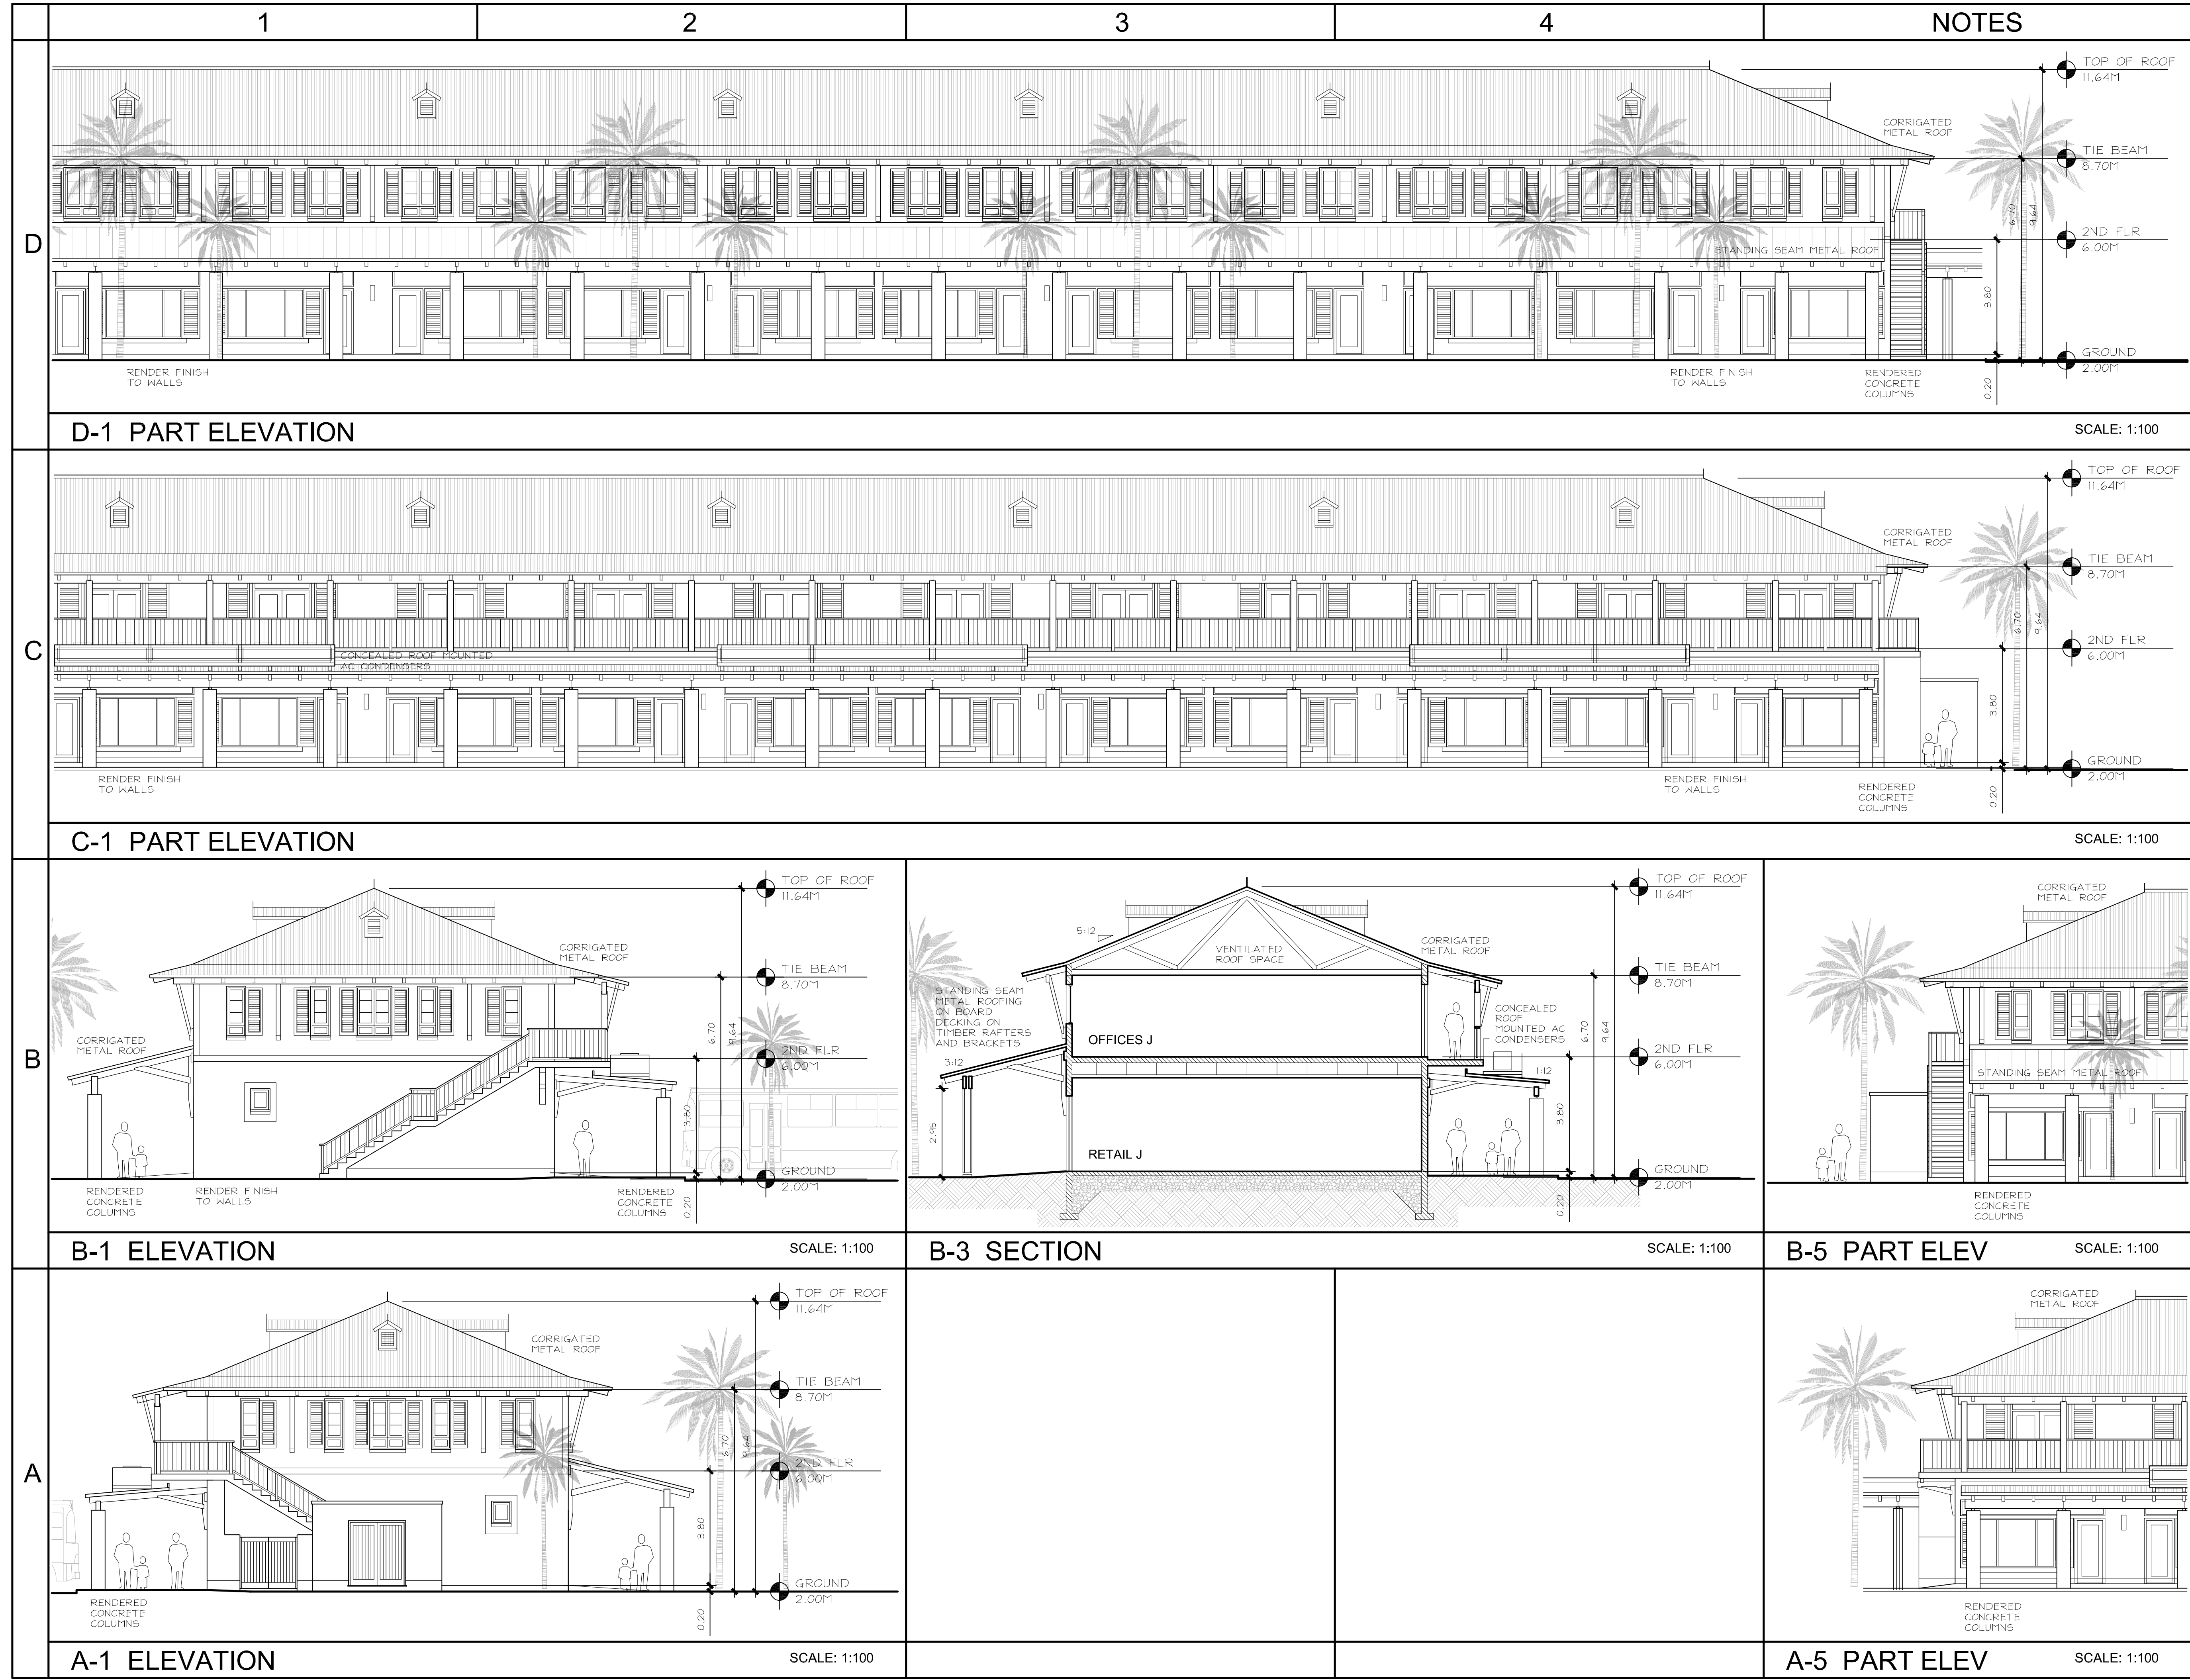 1
2
3
4
NOTES
D
TOP OF ROOF
11.64M
CORRIGATED
METAL ROOF
TIE BEAM
8.70M
6.70
9.64
2ND FLR
6.00M
STANDING SEAM METAL ROOF
3.80
GROUND
2.00M
0.20
RENDER FINISH
TO WALLS
RENDER FINISH
TO WALLS
RENDERED
CONCRETE
COLUMNS
D-1 PART ELEVATION
SCALE: 1:100
C
TOP OF ROOF
11.64M
CORRIGATED
METAL ROOF
TIE BEAM
8.70M
6.70
9.64
2ND FLR
6.00M
CONCEALED ROOF MOUNTED
AC CONDENSERS
3.80
GROUND
2.00M
0.20
RENDER FINISH
TO WALLS
RENDER FINISH
TO WALLS
RENDERED
CONCRETE
COLUMNS
C-1 PART ELEVATION
SCALE: 1:100
B
TOP OF ROOF
11.64M
CORRIGATED
METAL ROOF
TIE BEAM
8.70M
6.70
9.64
CORRIGATED
METAL ROOF
2ND FLR
6.00M
3.80
GROUND
2.00M
0.20
RENDERED
CONCRETE
COLUMNS
RENDER FINISH
TO WALLS
RENDERED
CONCRETE
COLUMNS
B-1 ELEVATION
SCALE: 1:100
TOP OF ROOF
11.64M
5:12
VENTILATED
ROOF SPACE
CORRIGATED
METAL ROOF
TIE BEAM
8.70M
STANDING SEAM
METAL ROOFING
ON BOARD
DECKING ON
TIMBER RAFTERS
AND BRACKETS
CONCEALED
ROOF
MOUNTED AC
CONDENSERS
6.70
9.64
OFFICES J
2ND FLR
6.00M
3:12
1:12
2.95
3.80
RETAIL J
GROUND
2.00M
0.20
B-3 SECTION
SCALE: 1:100
CORRIGATED
METAL ROOF
STANDING SEAM METAL ROOF
RENDERED
CONCRETE
COLUMNS
B-5 PART ELEV
SCALE: 1:100
A
TOP OF ROOF
11.64M
CORRIGATED
METAL ROOF
TIE BEAM
8.70M
6.70
9.64
2ND FLR
6.00M
3.80
GROUND
2.00M
0.20
RENDERED
CONCRETE
COLUMNS
A-1 ELEVATION
SCALE: 1:100
CORRIGATED
METAL ROOF
RENDERED
CONCRETE
COLUMNS
A-5 PART ELEV
SCALE: 1:100